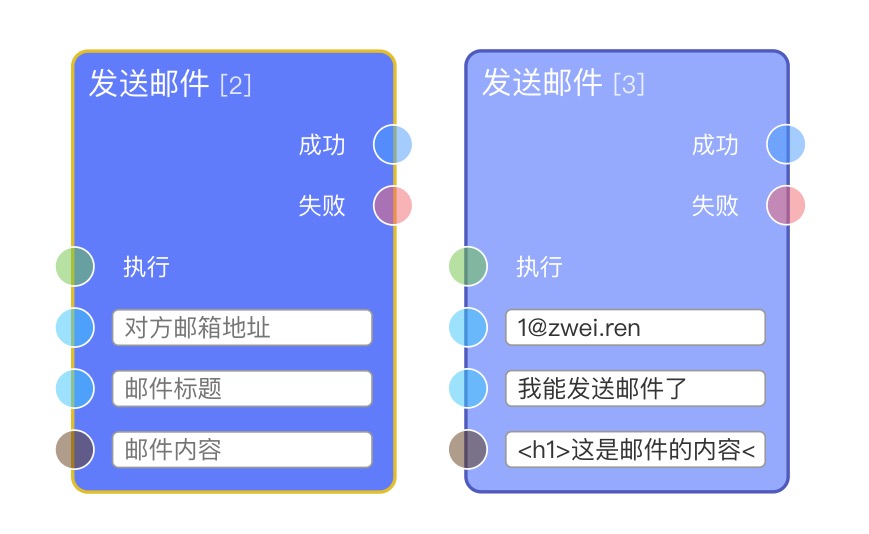 发送邮件 [2]
成功
失败
执行
对方邮箱地址
邮件标题
邮件内容
发送邮件 [3]
成功
失败
执行
1@zwei.ren
我能发送邮件了
<h1>这是邮件的内容<